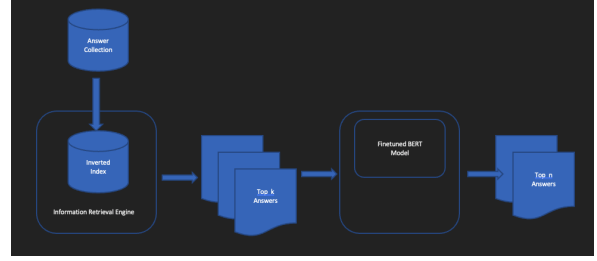 Answer
Collection
Inverted
Index
Information Retrieval Engine
Top k
Answers
Finetuned BERT
Model
Top n
Answers